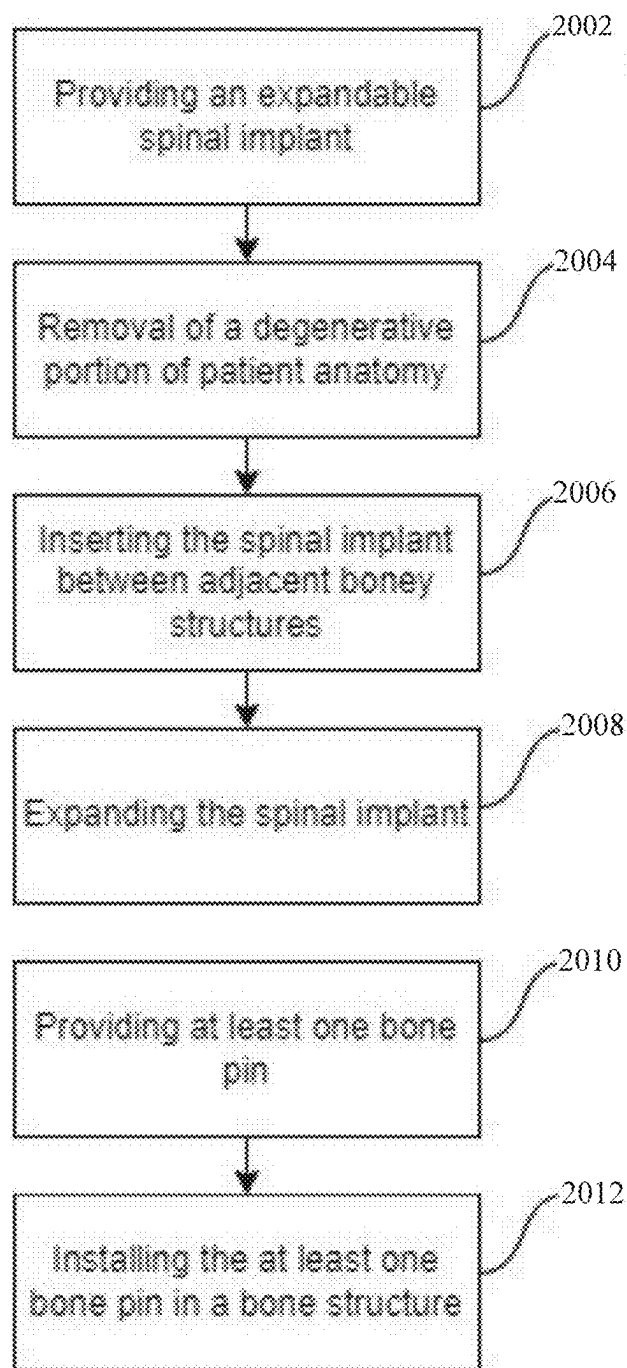 2002
Providing an expandable
spinal implant
2004
Removal of a degenerative
portion of patient anatomy
2006
Inserting the spinal implant
between adjacent boney
structures
2008
Expanding the spinal implant
2010
Providing at least one bone
pin
2012
Installing the at least one
bone pin in a bone structure